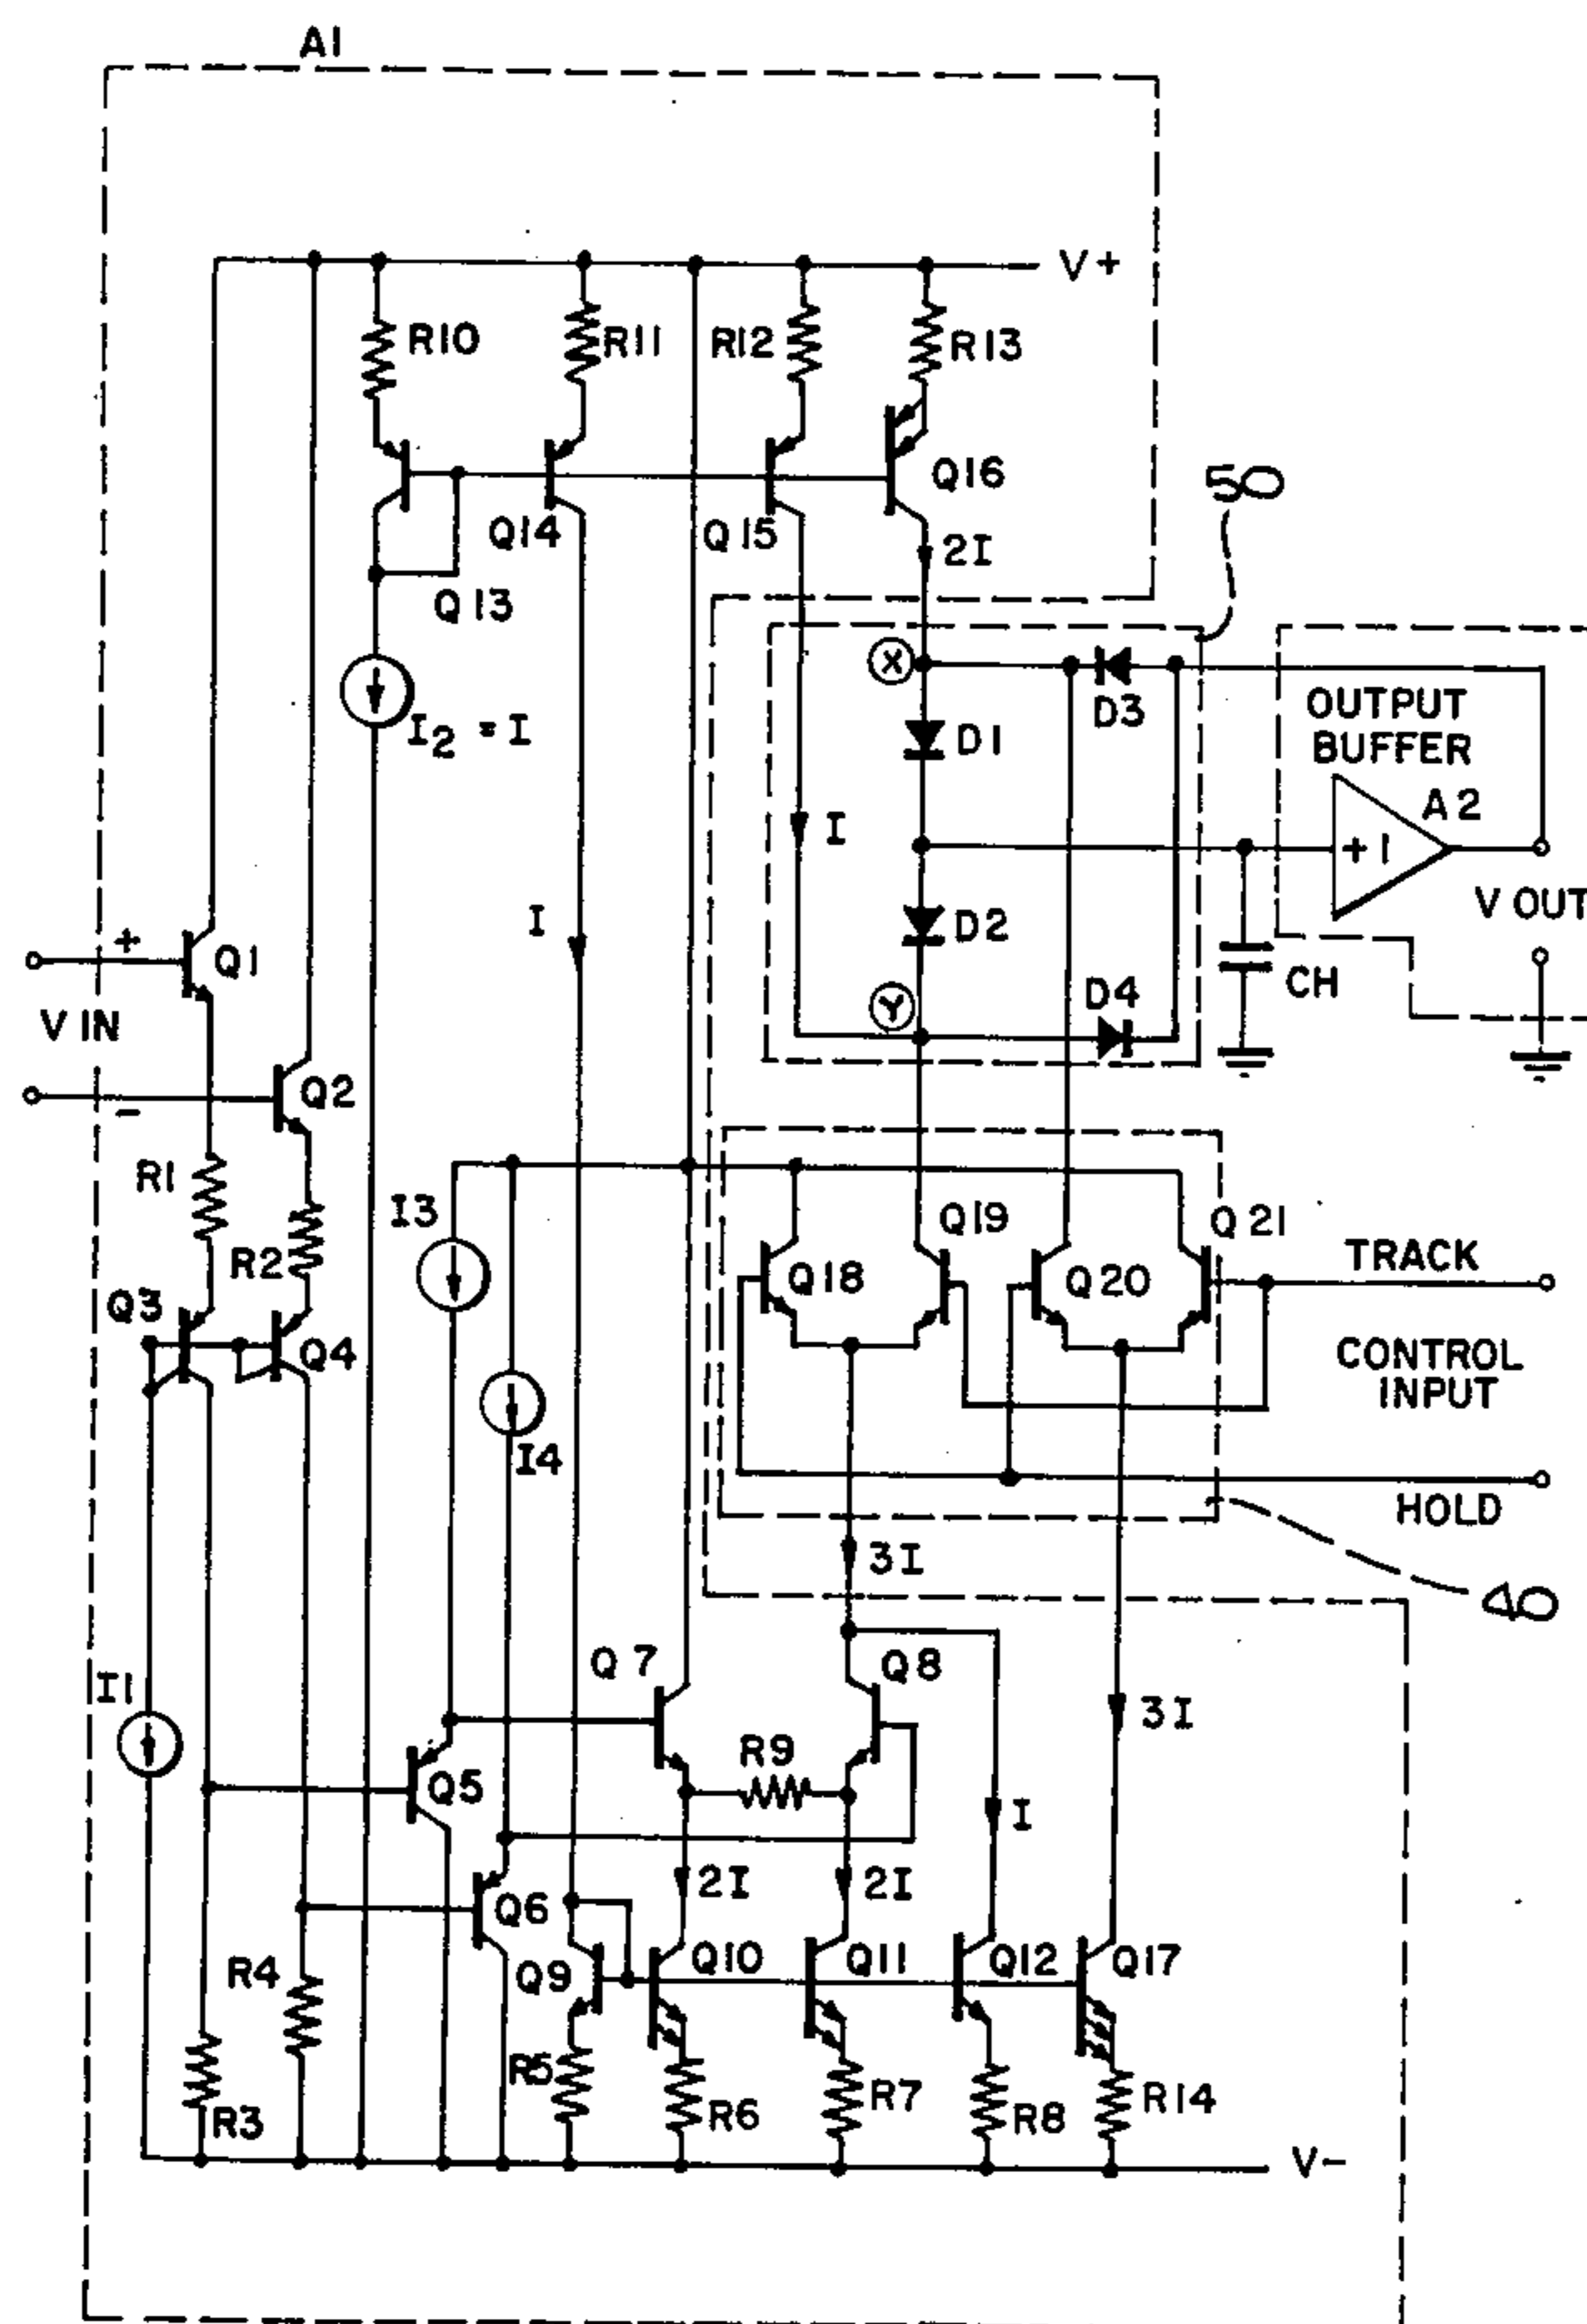 A1
V+
R10
R11
R12
R13
Q14
Q15
Q16
50
2I
Q13
X
D3
I2 = I
D1
OUTPUT
BUFFER
A2
I
+1
I
D2
V OUT
+
Q1
Y
D4
CH
V IN
Q2
−
R1
I3
Q19
Q21
R2
Q18
Q20
TRACK
Q3
Q4
CONTROL
INPUT
I4
HOLD
3I
40
Q7
Q8
I1
3I
R9
Q5
I
2I
2I
Q6
R4
Q9
Q10
Q11
Q12
Q17
R5
R3
R6
R7
R8
R14
V−